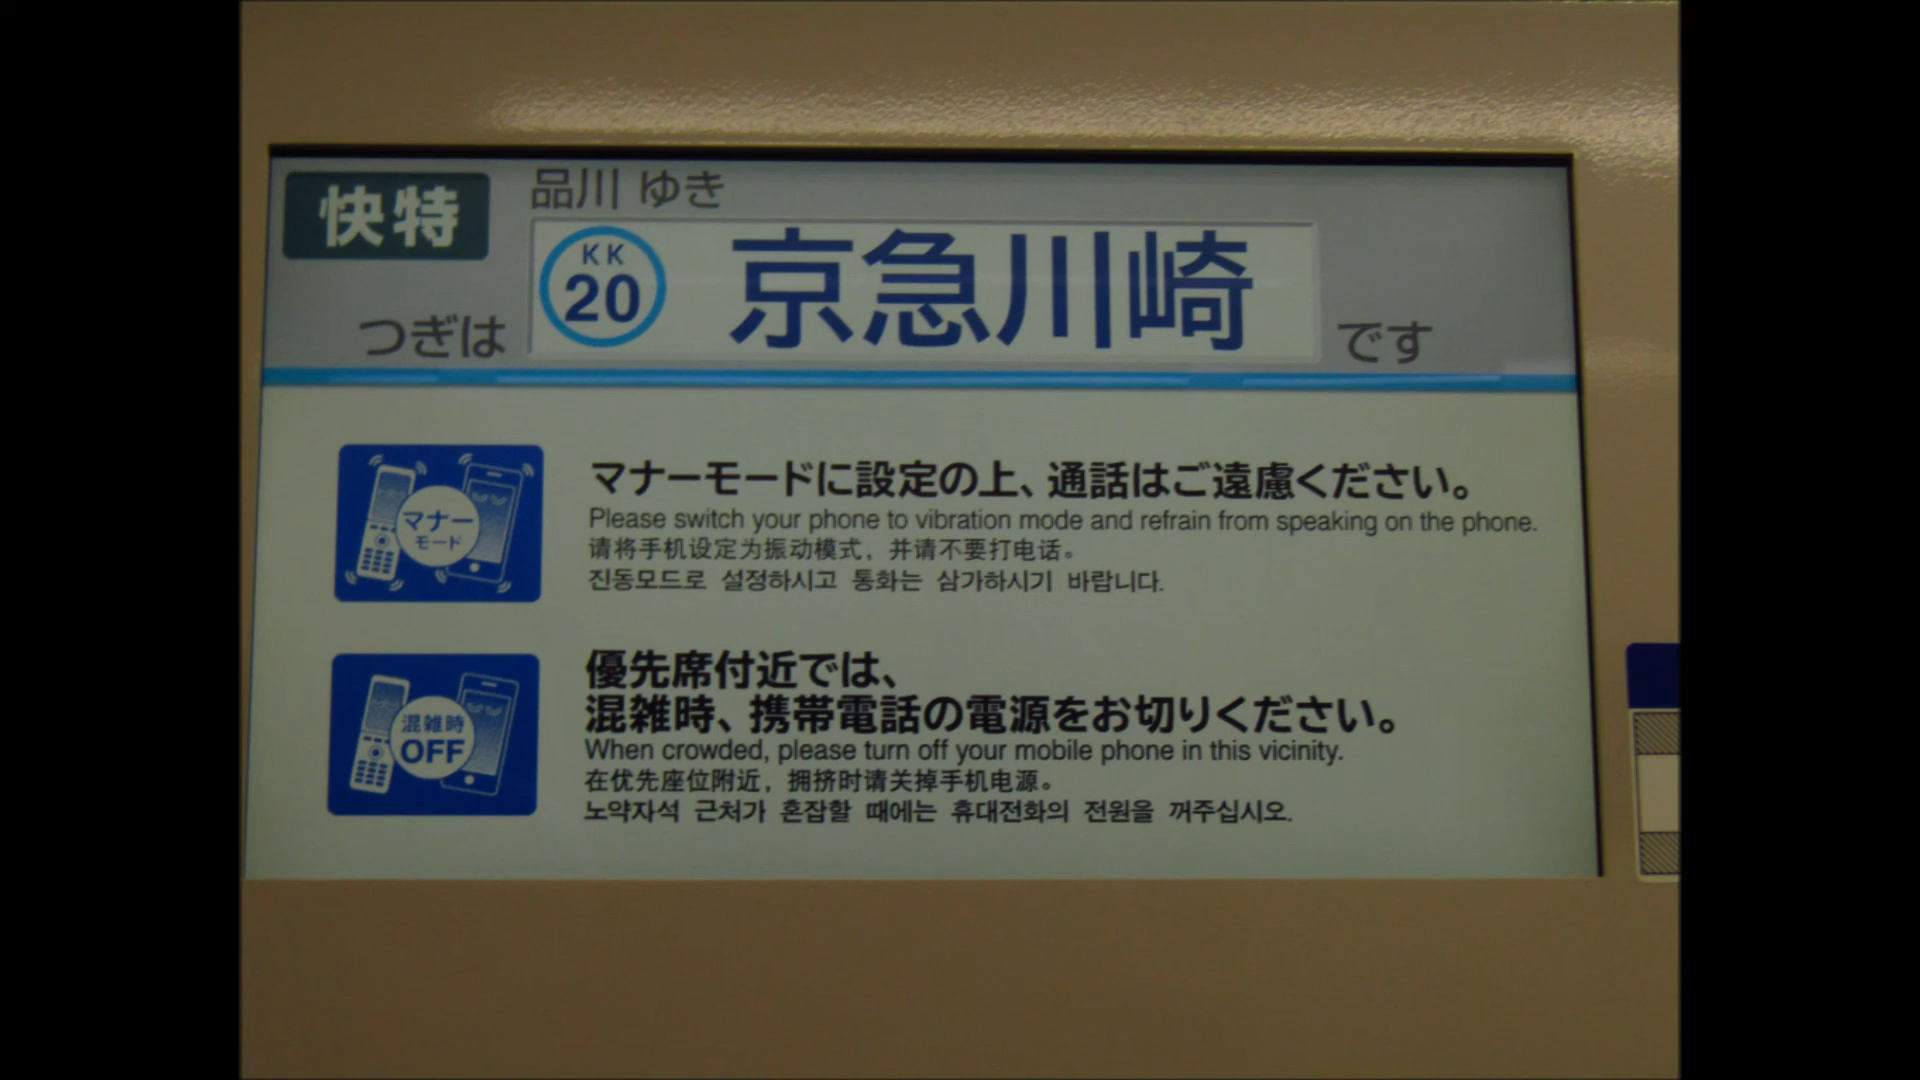 快特
品川 ゆき
つぎは
KK
20
京急川崎
です
マナー
モード
マナーモードに設定の上、通話はご遠慮ください。
Please switch your phone to vibration mode and refrain from speaking on the phone.
请将手机设定为振动模式，并请不要打电话。
진동모드로 설정하시고 통화는 삼가하시기 바랍니다.
混雑時
OFF
優先席付近では、
混雑時、携帯電話の電源をお切りください。
When crowded, please turn off your mobile phone in this vicinity.
在优先座位附近，拥挤时请关掉手机电源。
노약자석 근처가 혼잡할 때에는 휴대전화의 전원을 꺼주십시오.